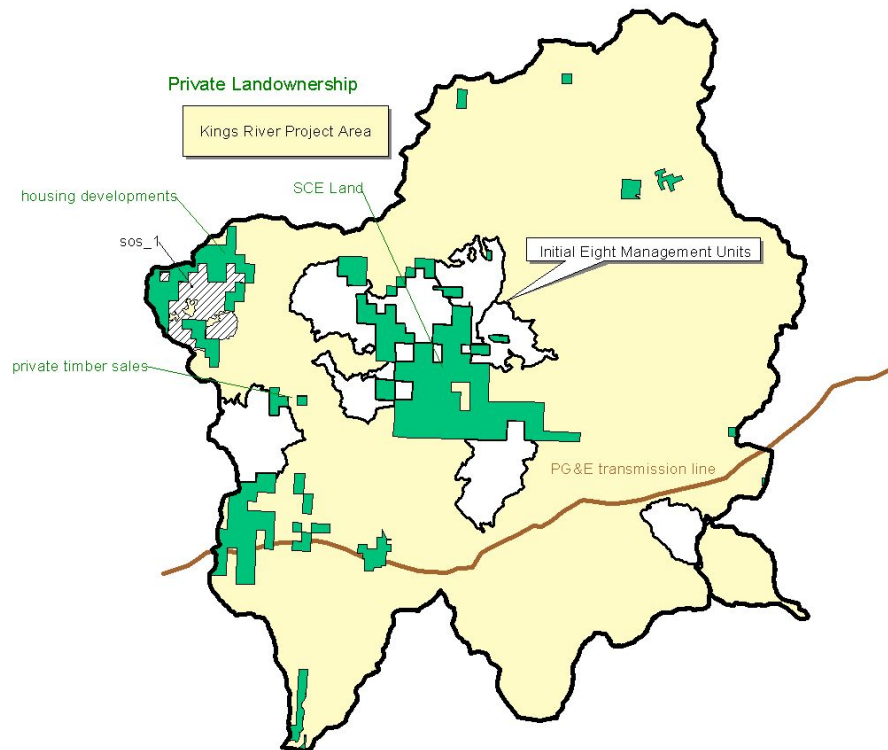 Private Landownership
Kings River Project Area
housing developments
SCE Land
sos_1
Initial Eight Management Units
private timber sales
PG&E transmission line